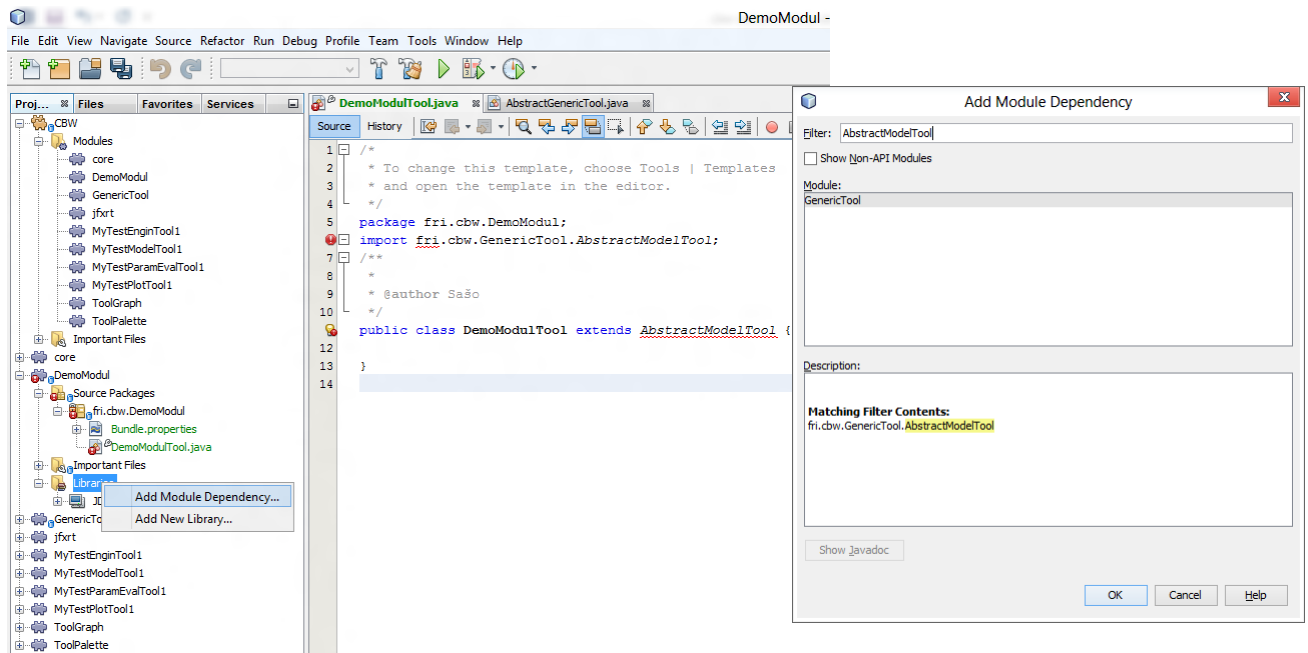 DemoModul -
File Edit View Navigate Source Refactor Run Debug Profile Team Tools Window Help
Proj... Files Favorites Services
CBW
Modules
core
DemoModul
GenericTool
jfxrt
MyTestEnginTool1
MyTestModelTool1
MyTestParamEvalTool1
MyTestPlotTool1
ToolGraph
ToolPalette
Important Files
core
DemoModul
Source Packages
fri.cbw.DemoModul
Bundle.properties
DemoModulTool.java
Important Files
Libraries
JD
GenericTo
jfxrt
MyTestEnginTool1
MyTestModelTool1
MyTestParamEvalTool1
MyTestPlotTool1
ToolGraph
ToolPalette
Add Module Dependency...
Add New Library...
DemoModulTool.java AbstractGenericTool.java
Source History
1 /*
2 * To change this template, choose Tools | Templates
3 * and open the template in the editor.
4 */
5 package fri.cbw.DemoModul;
import fri.cbw.GenericTool.AbstractModelTool;
7 /**
8 *
9 * @author Sašo
10 */
public class DemoModulTool extends AbstractModelTool {
12
13 }
14
Add Module Dependency
Filter: AbstractModelTool
Show Non-API Modules
Module:
GenericTool
Description:
Matching Filter Contents:
fri.cbw.GenericTool.AbstractModelTool
Show Javadoc
OK Cancel Help